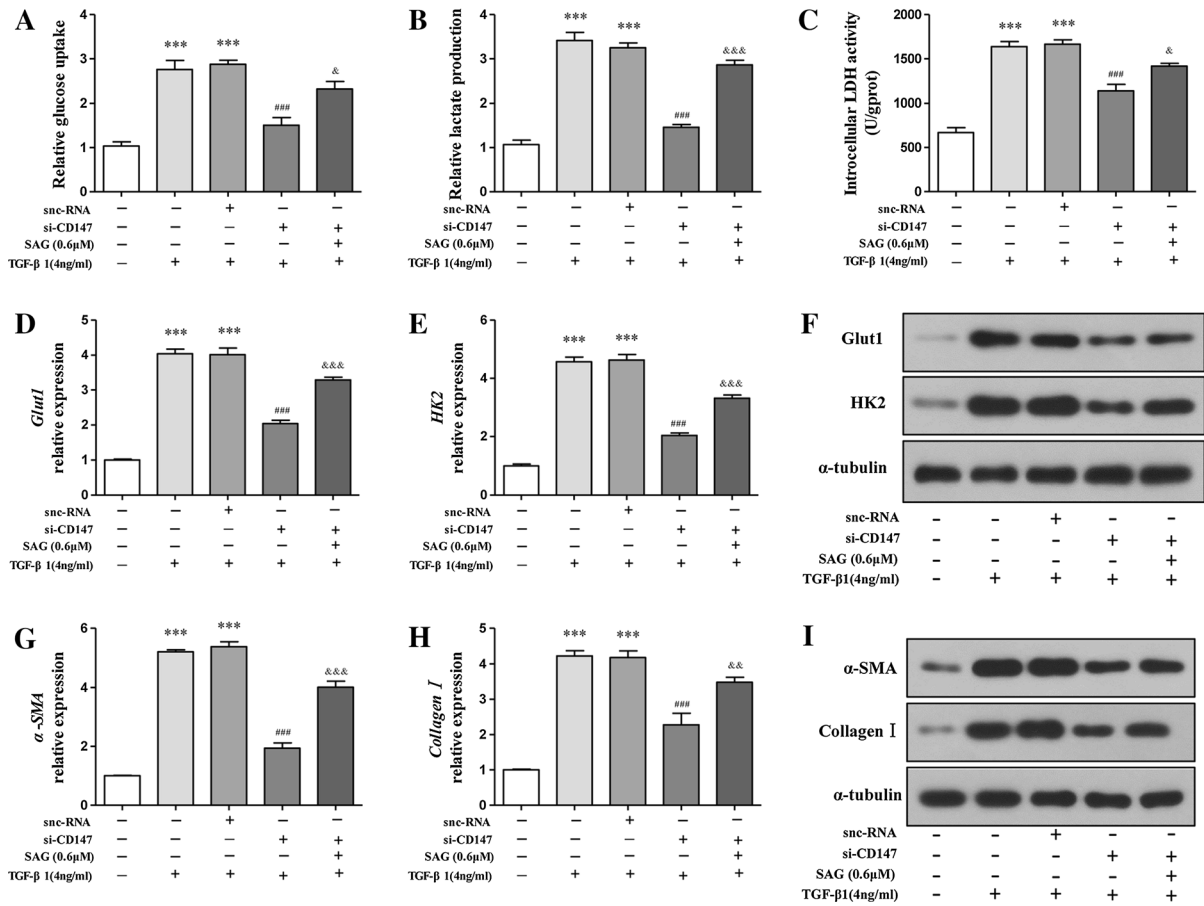 A
Relative glucose uptake
4
3
2
1
0
***
***
###
&
snc-RNA – – + – –
si-CD147 – – – + +
SAG (0.6μM) – – – – +
TGF-β 1(4ng/ml) – + + + +
B
Relative lactate production
4
3
2
1
0
***
***
###
&&&
snc-RNA – – + – –
si-CD147 – – – + +
SAG (0.6μM) – – – – +
TGF-β 1(4ng/ml) – + + + +
C
Introcellular LDH activity
(U/gprot)
2000
1500
1000
500
0
***
***
###
&
snc-RNA – – + – –
si-CD147 – – – + +
SAG (0.6μM) – – – – +
TGF-β 1(4ng/ml) – + + + +
D
Glut1
relative expression
5
4
3
2
1
0
***
***
###
&&&
snc-RNA – – + – –
si-CD147 – – – + +
SAG (0.6μM) – – – – +
TGF-β 1(4ng/ml) – + + + +
E
HK2
relative expression
6
4
2
0
***
***
###
&&&
snc-RNA – – + – –
si-CD147 – – – + +
SAG (0.6μM) – – – – +
TGF-β 1(4ng/ml) – + + + +
F
Glut1
HK2
α-tubulin
snc-RNA - - + - -
si-CD147 - - - + +
SAG (0.6μM) - - - - +
TGF-β1(4ng/ml) - + + + +
G
α-SMA
relative expression
6
4
2
0
***
***
###
&&&
snc-RNA – – + – –
si-CD147 – – – + +
SAG (0.6μM) – – – – +
TGF-β 1(4ng/ml) – + + + +
H
Collagen Ⅰ
relative expression
5
4
3
2
1
0
***
***
###
&&
snc-RNA – – + – –
si-CD147 – – – + +
SAG (0.6μM) – – – – +
TGF-β 1(4ng/ml) – + + + +
I
α-SMA
Collagen Ⅰ
α-tubulin
snc-RNA - - + - -
si-CD147 - - - + +
SAG (0.6μM) - - - - +
TGF-β1(4ng/ml) - + + + +